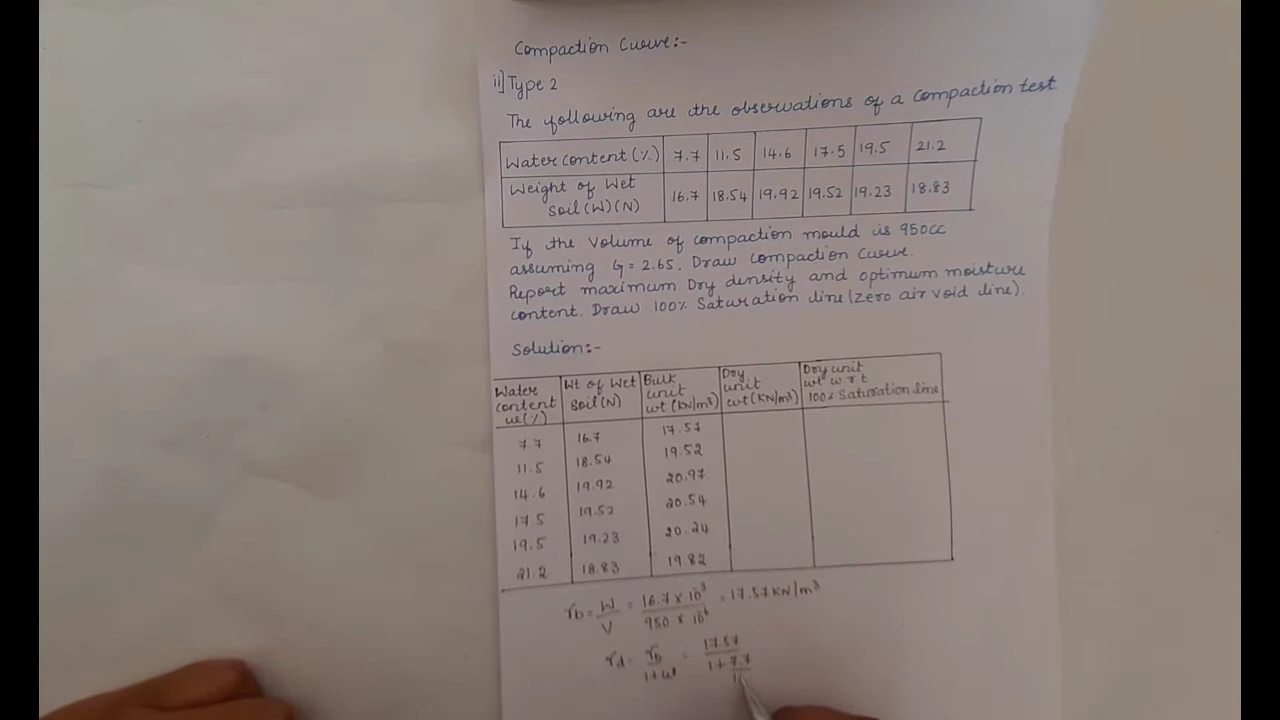 Compaction Curve:-
ii] Type 2
The following are the observations of a compaction test.
Water content (%) 7.7 11.5 14.6 17.5 19.5 21.2
Weight of Wet
Soil (W) (N) 16.7 18.54 19.92 19.52 19.23 18.83
If the Volume of compaction mould is 950cc
assuming G = 2.65. Draw compaction Curve.
Report maximum Dry density and optimum moisture
content. Draw 100% Saturation line (zero air void line).
Solution:-
Water
content
w(%)
Wt of Wet
Soil (N)
Bulk
unit
wt (KN/m³)
Dry
unit
wt (KN/m³)
Dry unit
wt w r t
100% Saturation line
7.7 16.7 17.57
11.5 18.54 19.52
14.6 19.92 20.97
17.5 19.52 20.54
19.5 19.23 20.24
21.2 18.83 19.82
γb = W/V = 16.7 × 10³ / 950 × 10⁶ = 17.57 KN/m³
γd = γb / 1+w = 17.57 / 1 + 7.7